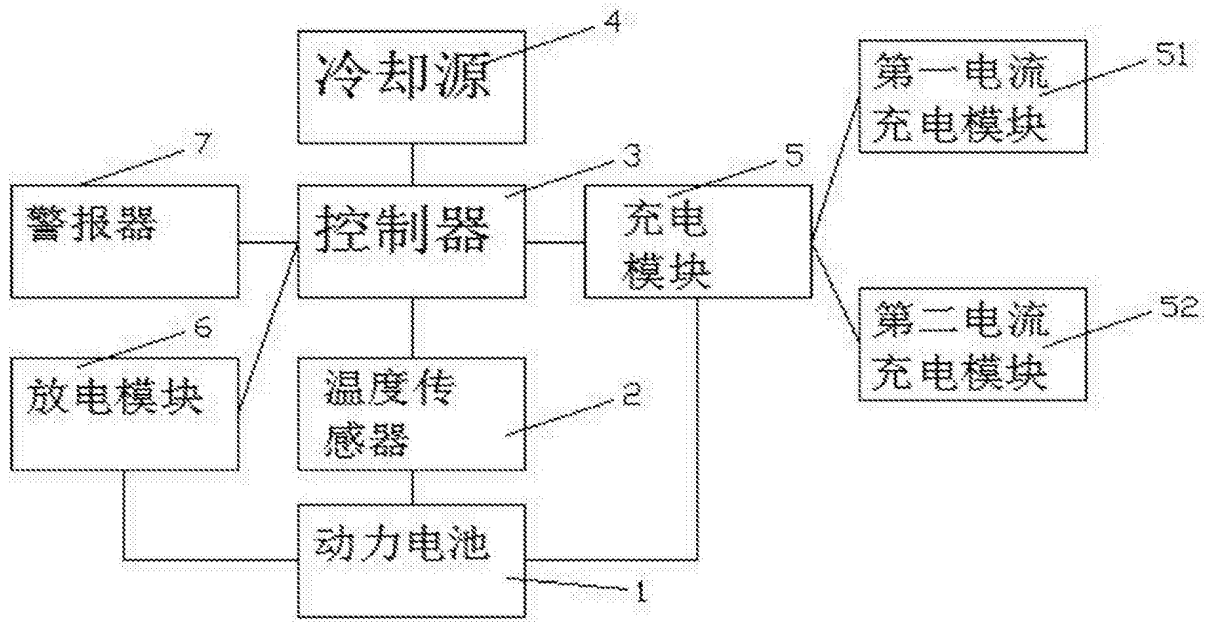 4
冷却源
第一电流
充电模块
51
7
警报器
3
控制器
5
充电
模块
第二电流
充电模块
52
6
放电模块
温度传
感器
2
动力电池
1